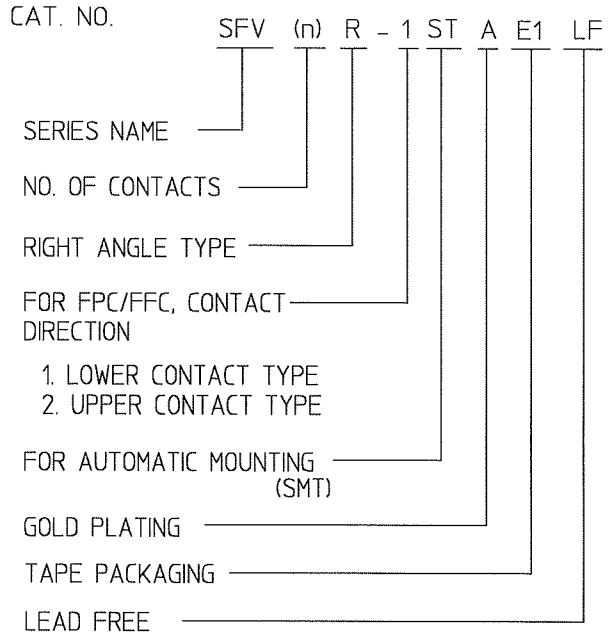 CAT. NO.
SFV (n) R - 1 ST A E1 LF
SERIES NAME
NO. OF CONTACTS
RIGHT ANGLE TYPE
FOR FPC/FFC, CONTACT
DIRECTION
1. LOWER CONTACT TYPE
2. UPPER CONTACT TYPE
FOR AUTOMATIC MOUNTING
(SMT)
GOLD PLATING
TAPE PACKAGING
LEAD FREE